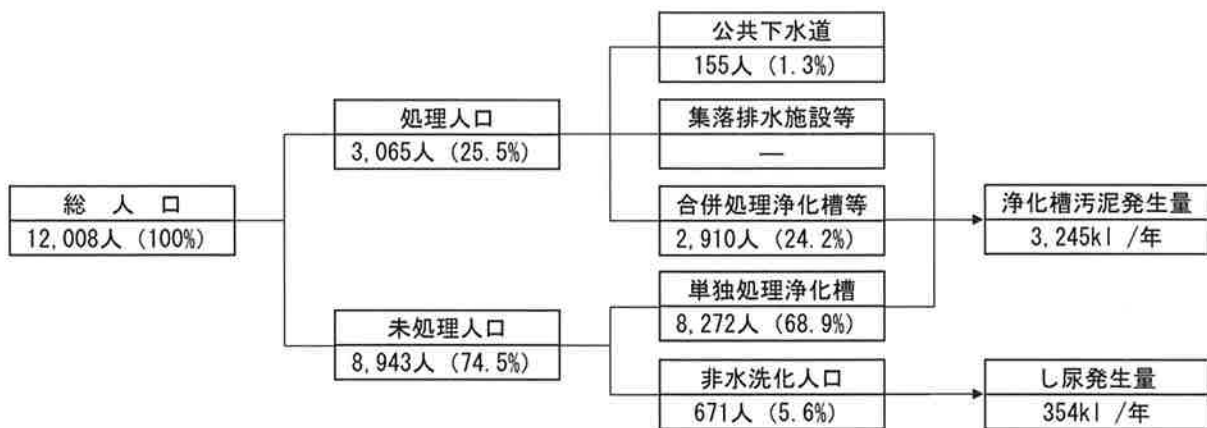 公共下水道
155人 (1.3%)
処理人口
3,065人 (25.5%)
集落排水施設等
―
総 人 口
12,008人 (100%)
合併処理浄化槽等
2,910人 (24.2%)
浄化槽汚泥発生量
3,245kl /年
単独処理浄化槽
8,272人 (68.9%)
未処理人口
8,943人 (74.5%)
非水洗化人口
671人 (5.6%)
し尿発生量
354kl /年